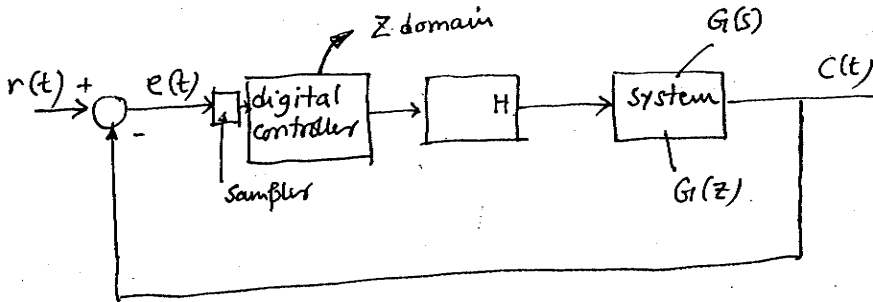 Z domain
G(s)
r(t) + e(t)
C(t)
digital
controller
H
system
-
sampler
G(z)